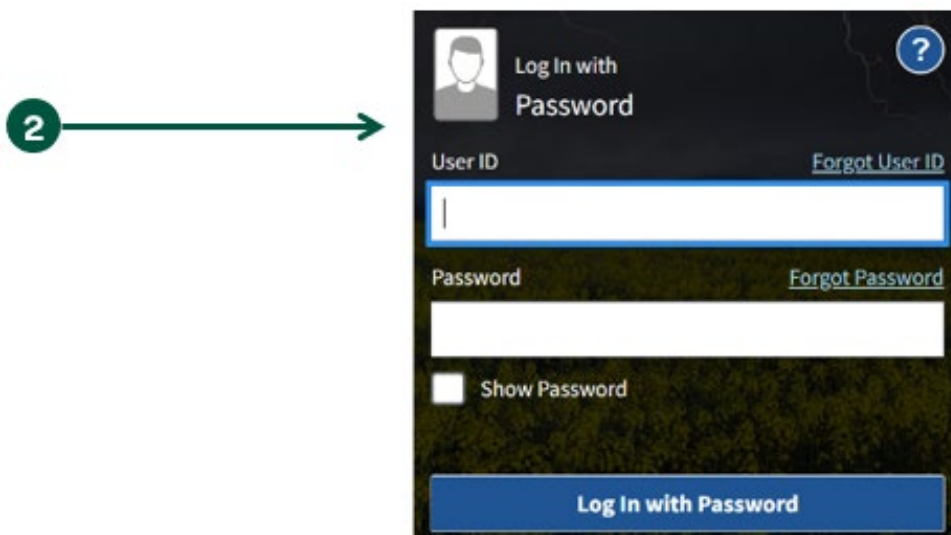 2
?
Log In with
Password
User ID Forgot User ID
Password Forgot Password
Show Password
Log In with Password